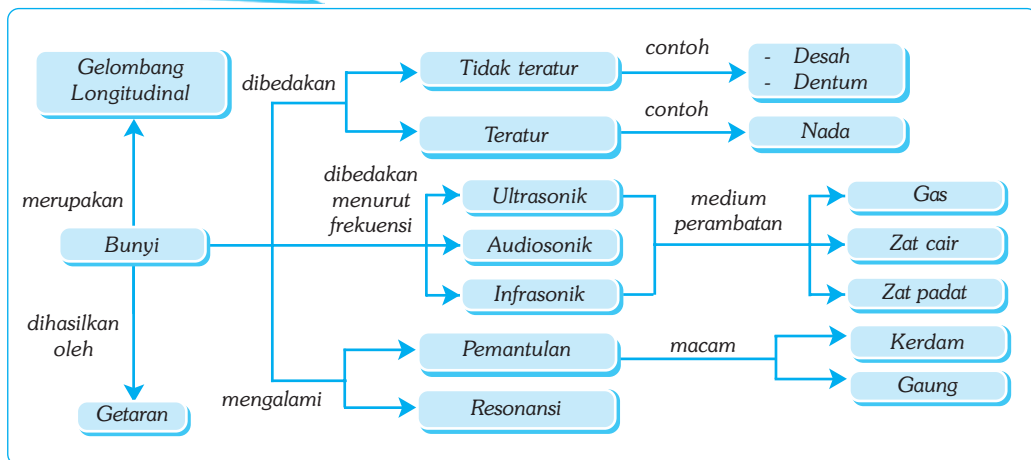 Gelombang
Longitudinal
merupakan
Bunyi
dihasilkan
oleh
Getaran
dibedakan
Tidak teratur
contoh
- Desah
- Dentum
Teratur
contoh
Nada
dibedakan
menurut
frekuensi
Ultrasonik
Audiosonik
Infrasonik
medium
perambatan
Gas
Zat cair
Zat padat
mengalami
Pemantulan
macam
Kerdam
Gaung
Resonansi